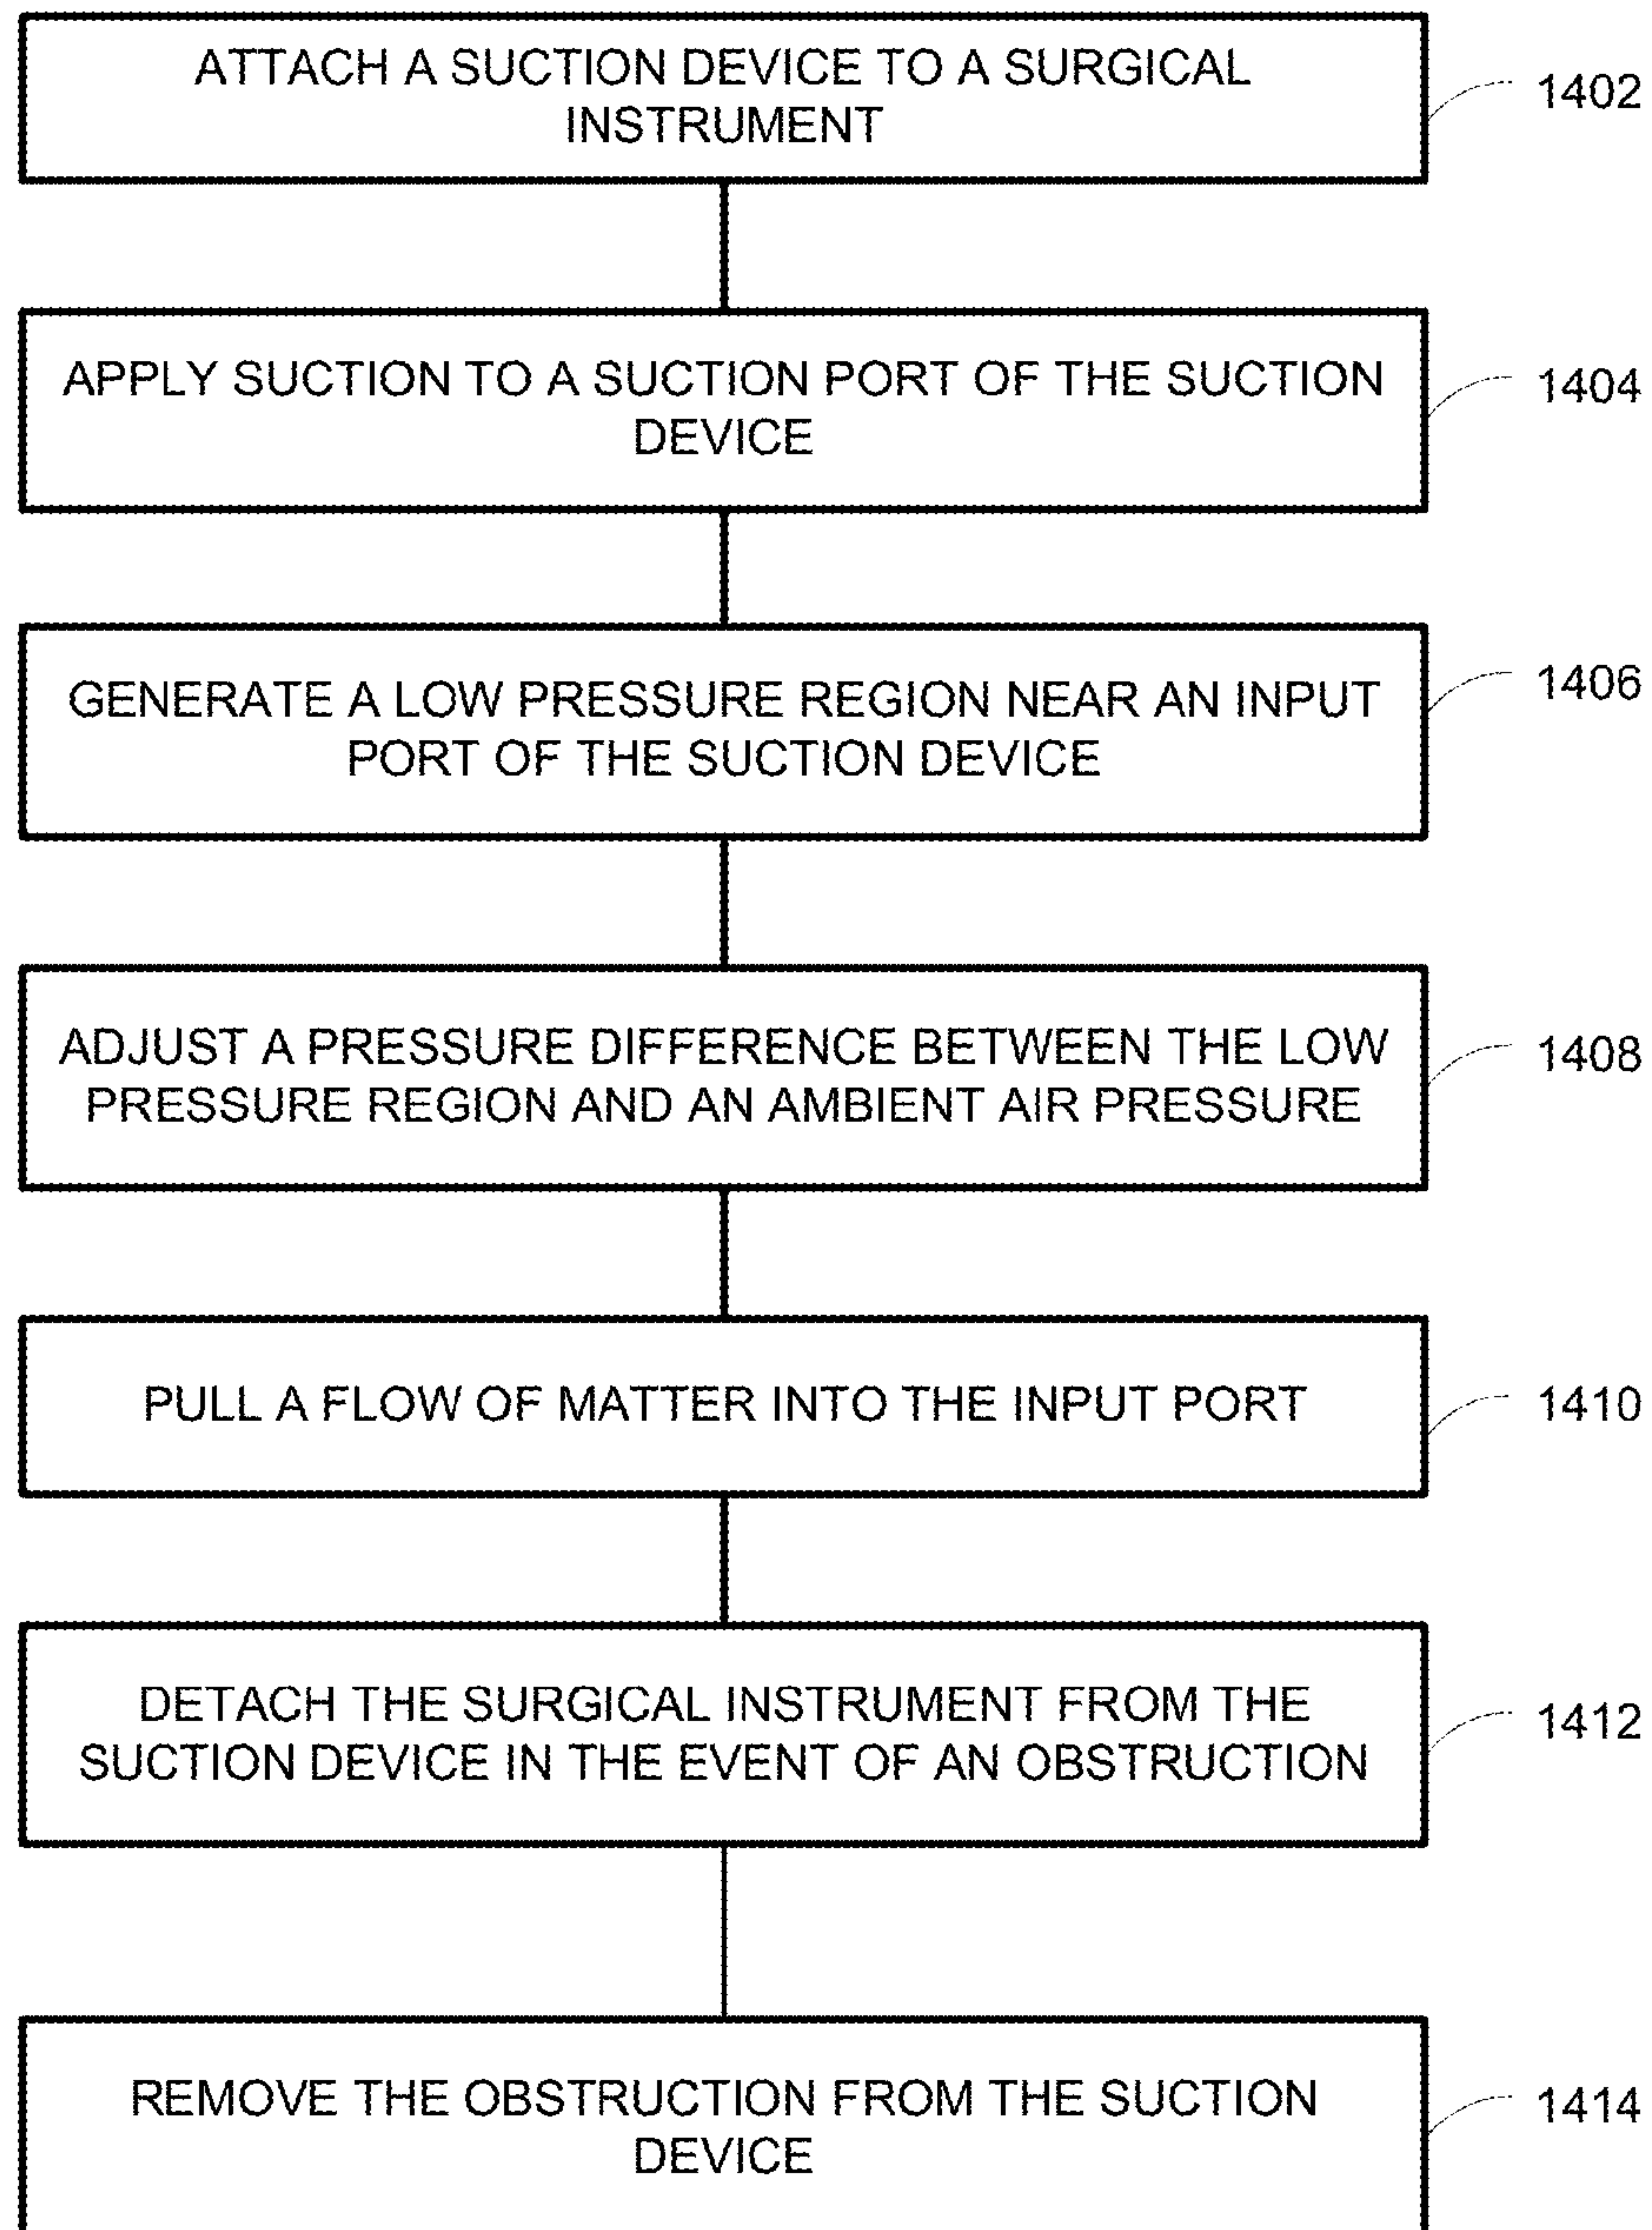 ATTACH A SUCTION DEVICE TO A SURGICAL
INSTRUMENT
1402
APPLY SUCTION TO A SUCTION PORT OF THE SUCTION
DEVICE
1404
GENERATE A LOW PRESSURE REGION NEAR AN INPUT
PORT OF THE SUCTION DEVICE
1406
ADJUST A PRESSURE DIFFERENCE BETWEEN THE LOW
PRESSURE REGION AND AN AMBIENT AIR PRESSURE
1408
PULL A FLOW OF MATTER INTO THE INPUT PORT
1410
DETACH THE SURGICAL INSTRUMENT FROM THE
SUCTION DEVICE IN THE EVENT OF AN OBSTRUCTION
1412
REMOVE THE OBSTRUCTION FROM THE SUCTION
DEVICE
1414